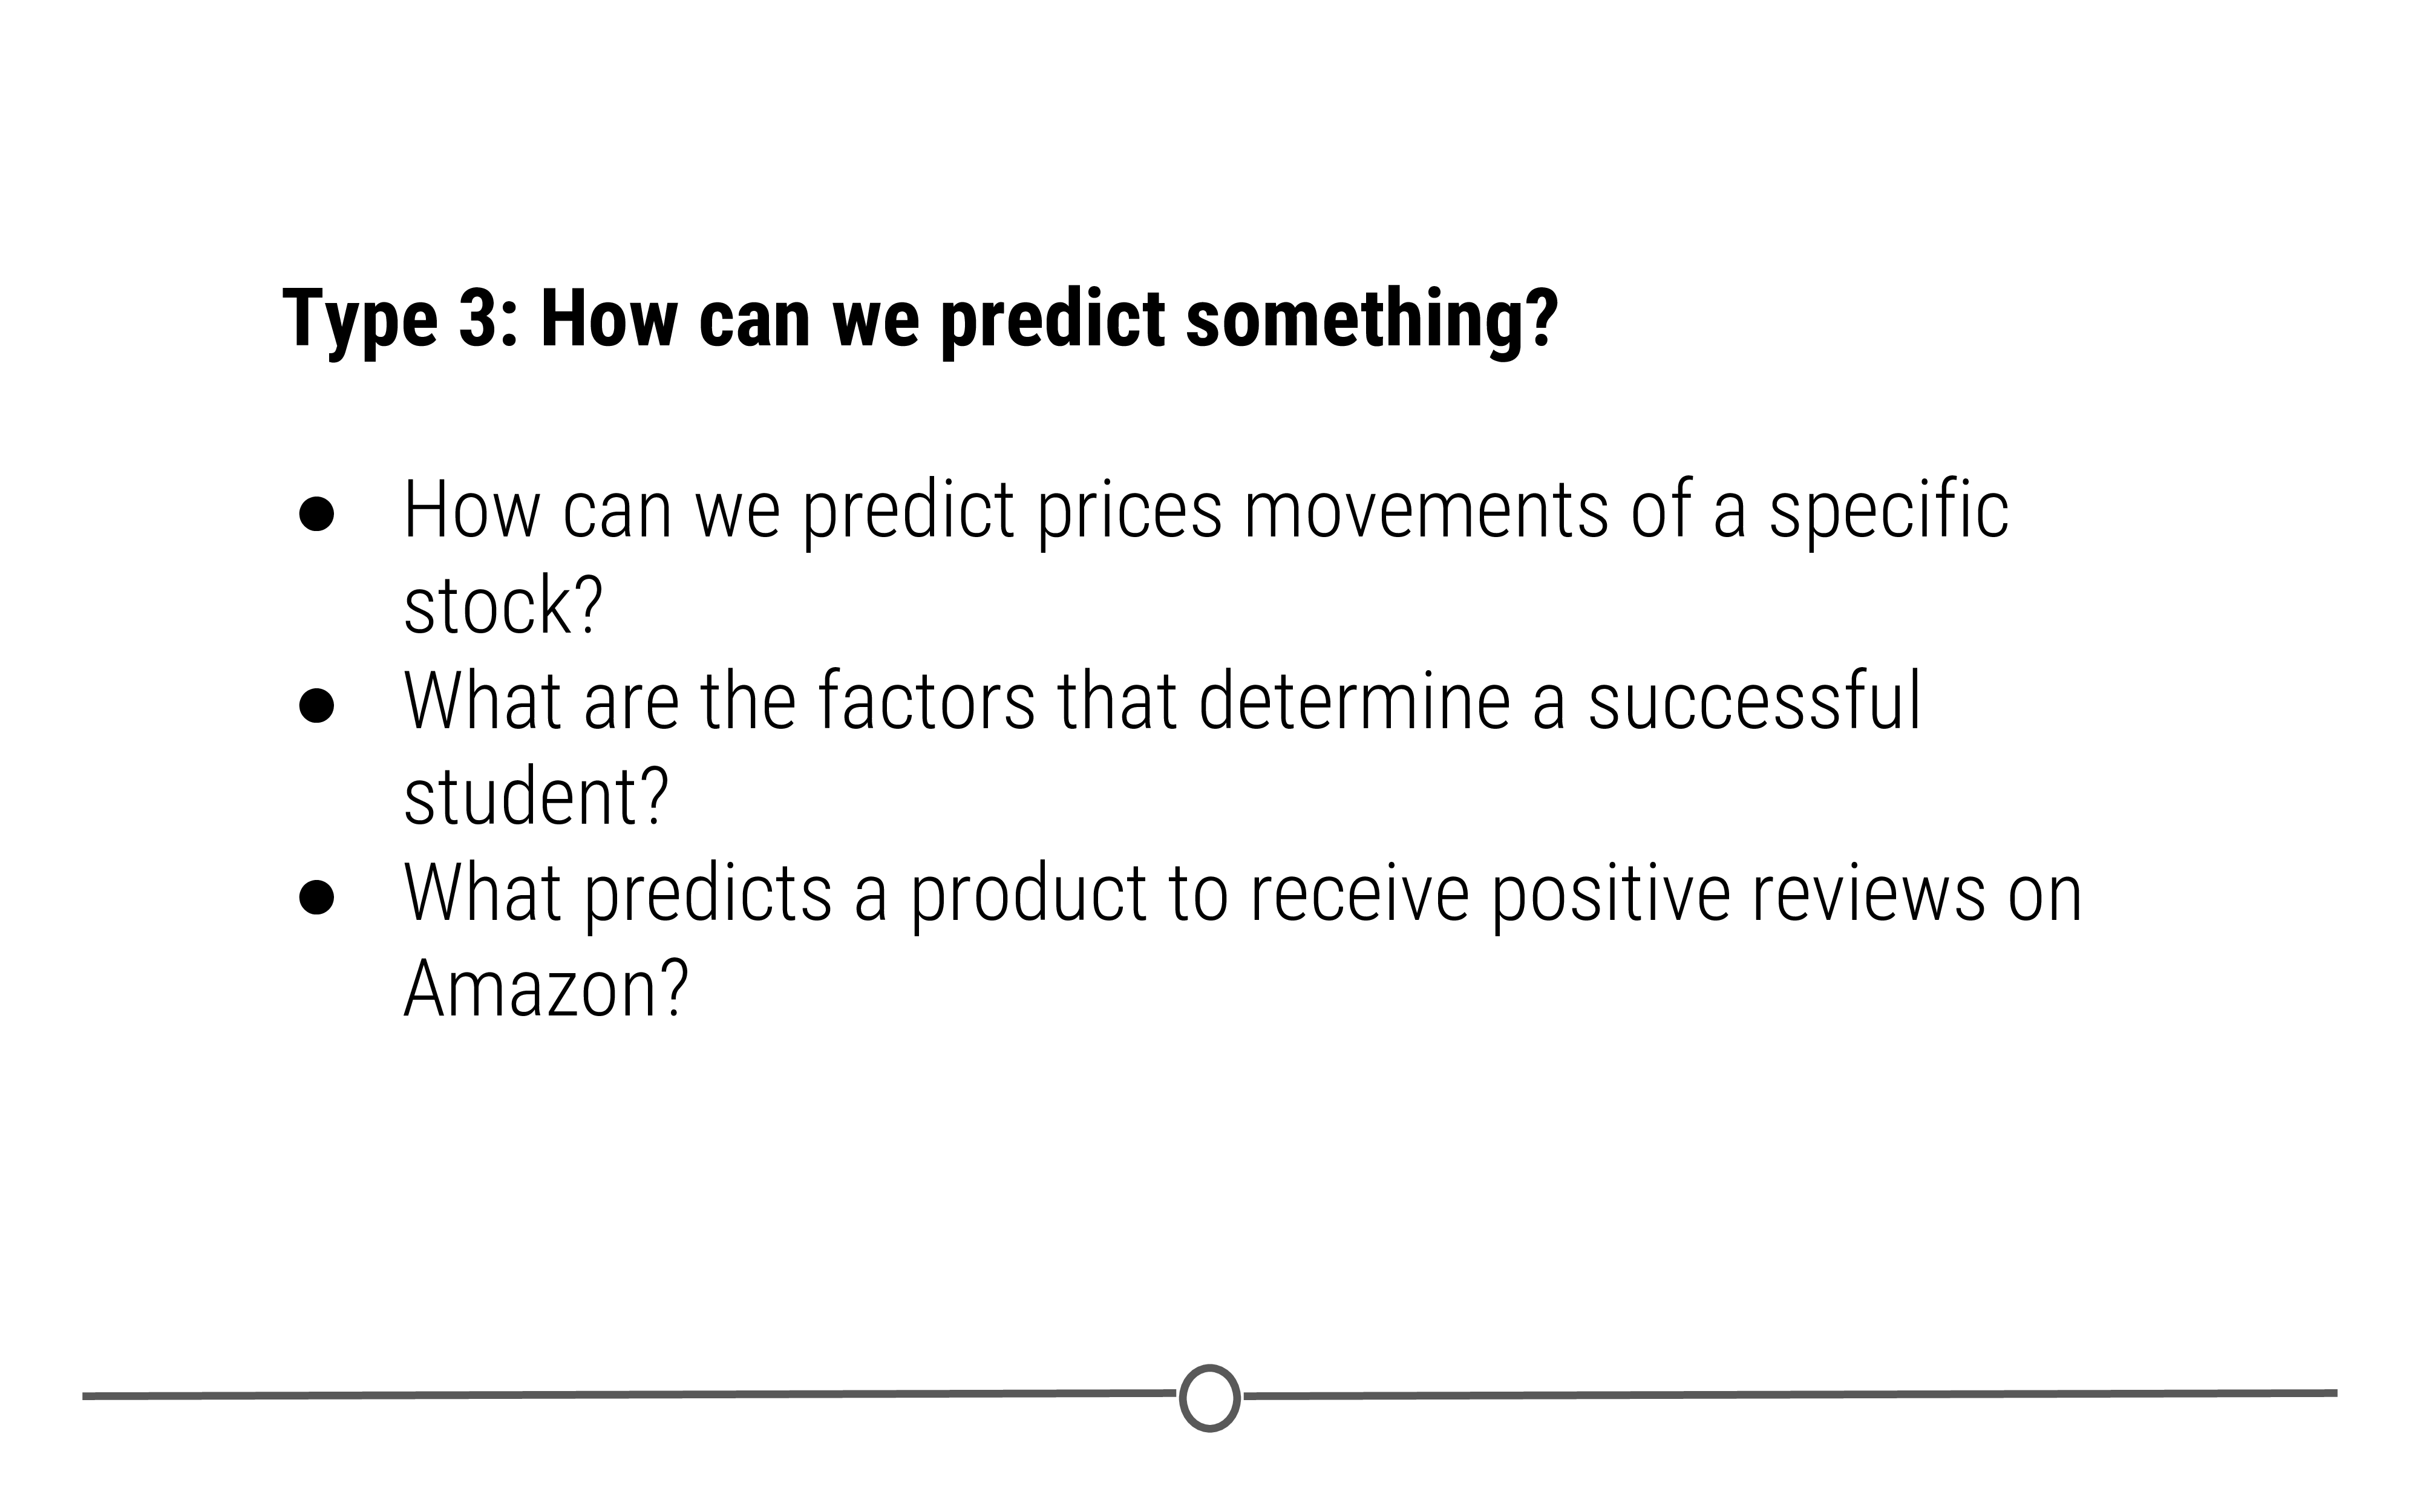 Type 3: How can we predict something?
● How can we predict prices movements of a specific
stock?
● What are the factors that determine a successful
student?
● What predicts a product to receive positive reviews on
Amazon?